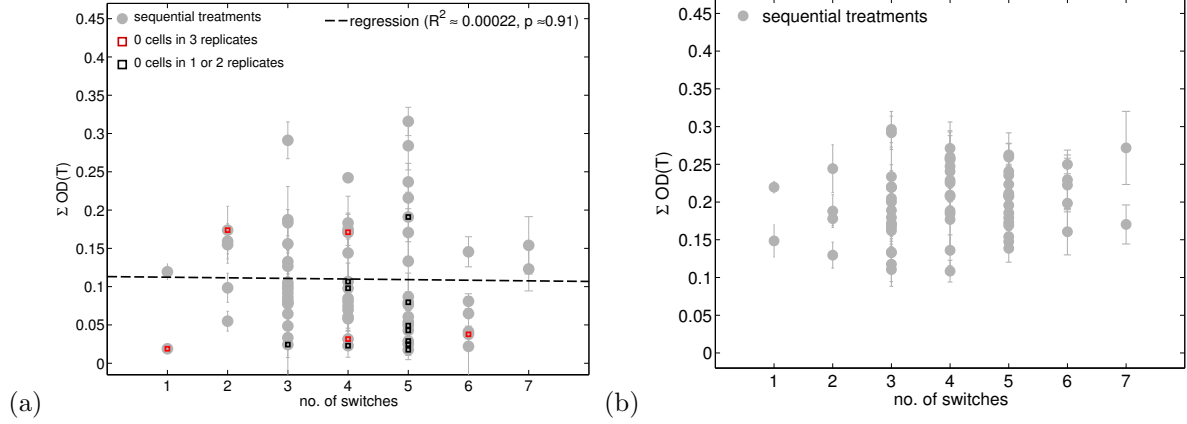 sequential treatments
0 cells in 3 replicates
0 cells in 1 or 2 replicates
regression (R² ≈ 0.00022, p ≈0.91)
0.45
0.4
0.35
0.3
0.25
0.2
0.15
0.1
0.05
0
Σ OD(T)
1 2 3 4 5 6 7
no. of switches
(a)
sequential treatments
0.45
0.4
0.35
0.3
0.25
0.2
0.15
0.1
0.05
0
Σ OD(T)
1 2 3 4 5 6 7
no. of switches
(b)